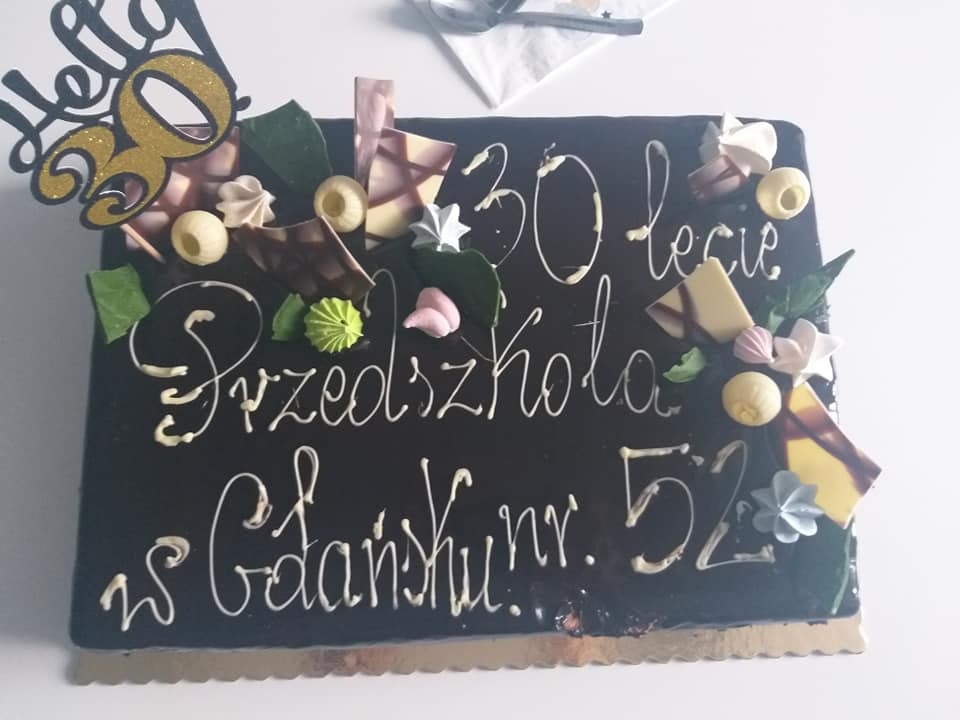 Hello
30
30 lecie
Przedszkola
w Gdańsku. nr. 52